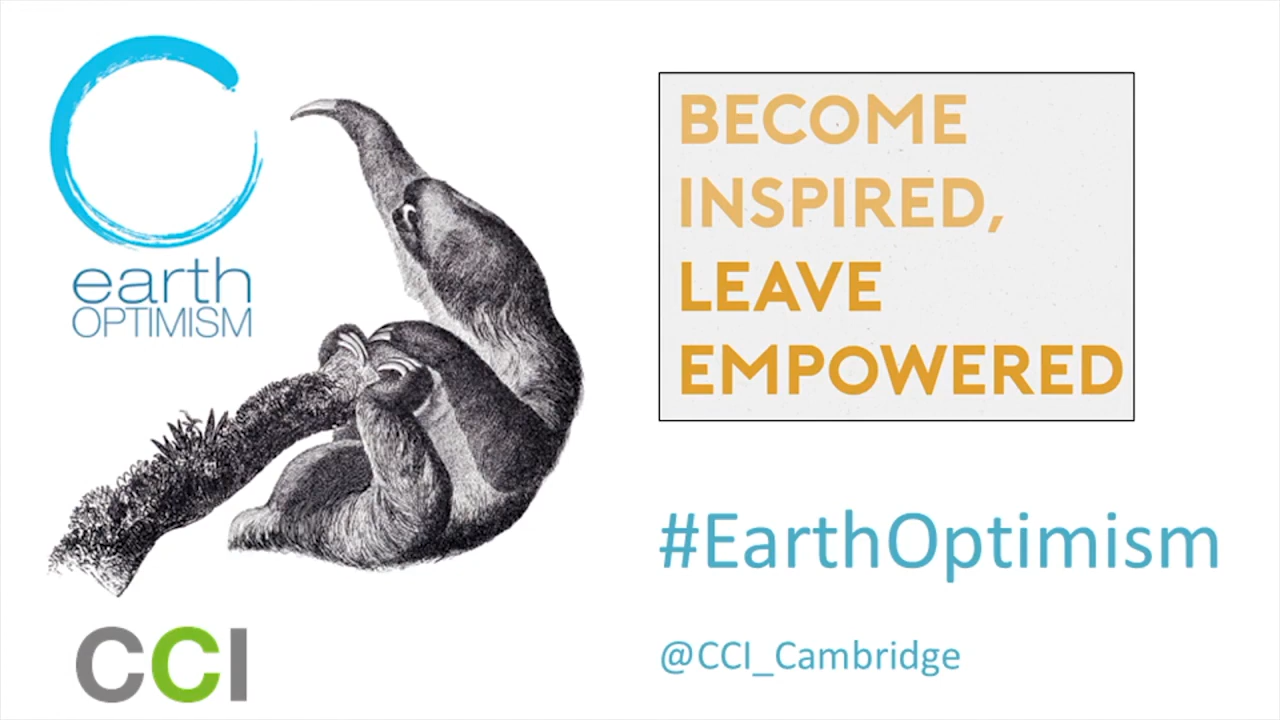 earth
OPTIMISM
CCI
BECOME
INSPIRED,
LEAVE
EMPOWERED
#EarthOptimism
@CCI_Cambridge